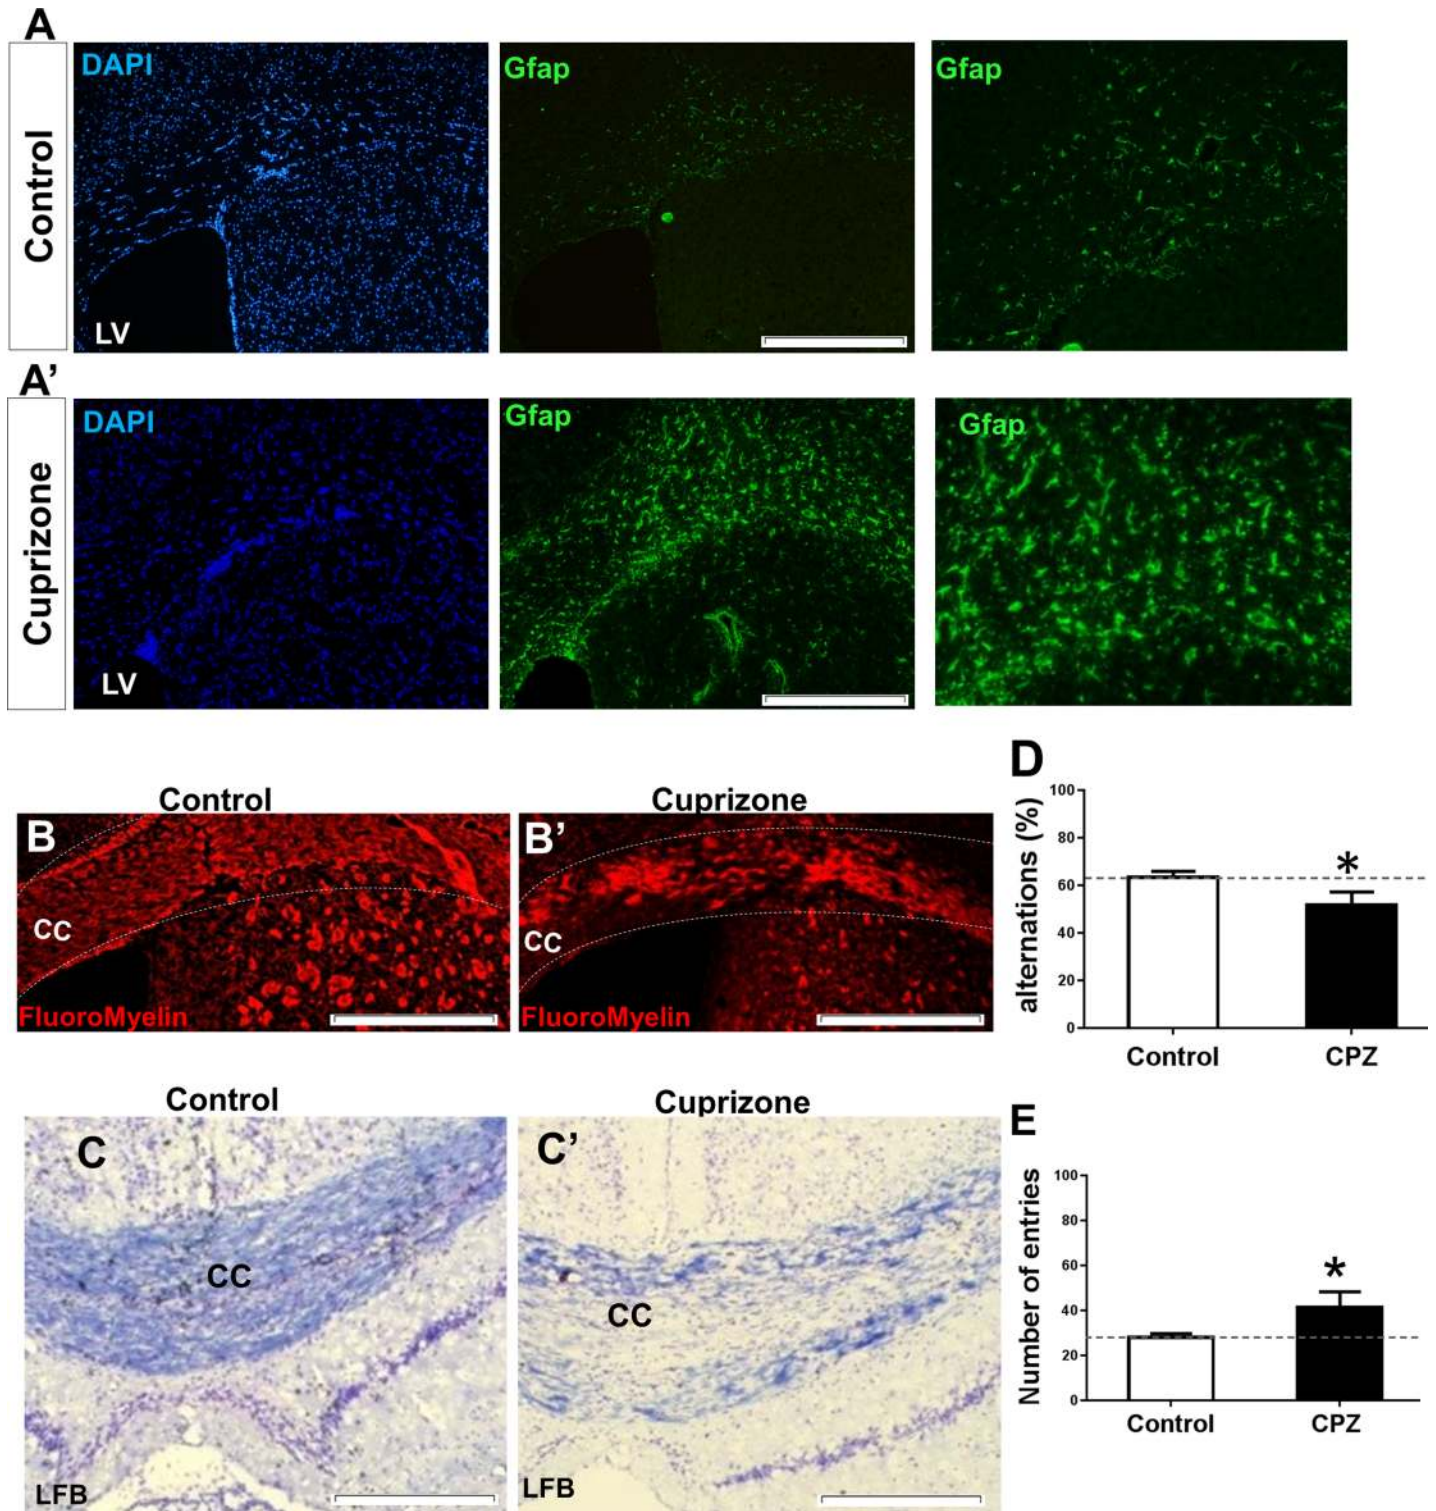 A
Control
DAPI
LV
Gfap
Gfap
A’
Cuprizone
DAPI
LV
Gfap
Gfap
Control
B
CC
FluoroMyelin
Cuprizone
B’
CC
FluoroMyelin
D
alternations (%)
100
80
60
40
20
0
*
Control
CPZ
Control
C
CC
LFB
Cuprizone
C’
CC
LFB
E
Number of entries
100
80
60
40
20
0
*
Control
CPZ